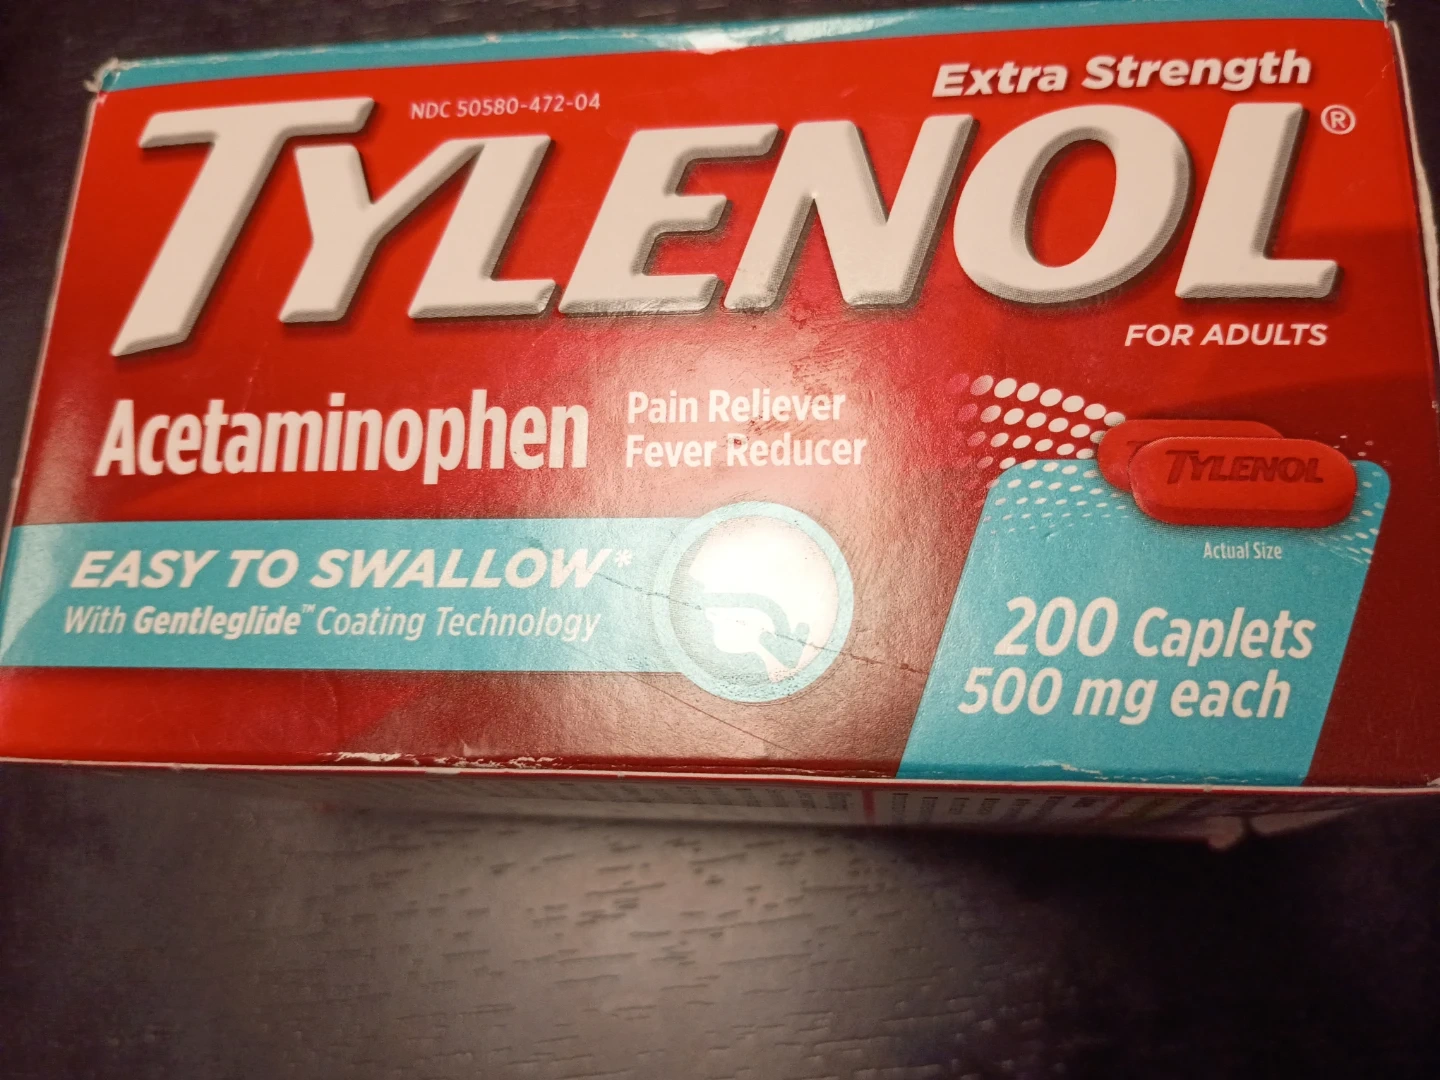 NDC 50580-472-04
Extra Strength
TYLENOL®
FOR ADULTS
Acetaminophen
Pain Reliever
Fever Reducer
TYLENOL
Actual Size
EASY TO SWALLOW*
With Gentleglide™ Coating Technology
200 Caplets
500 mg each